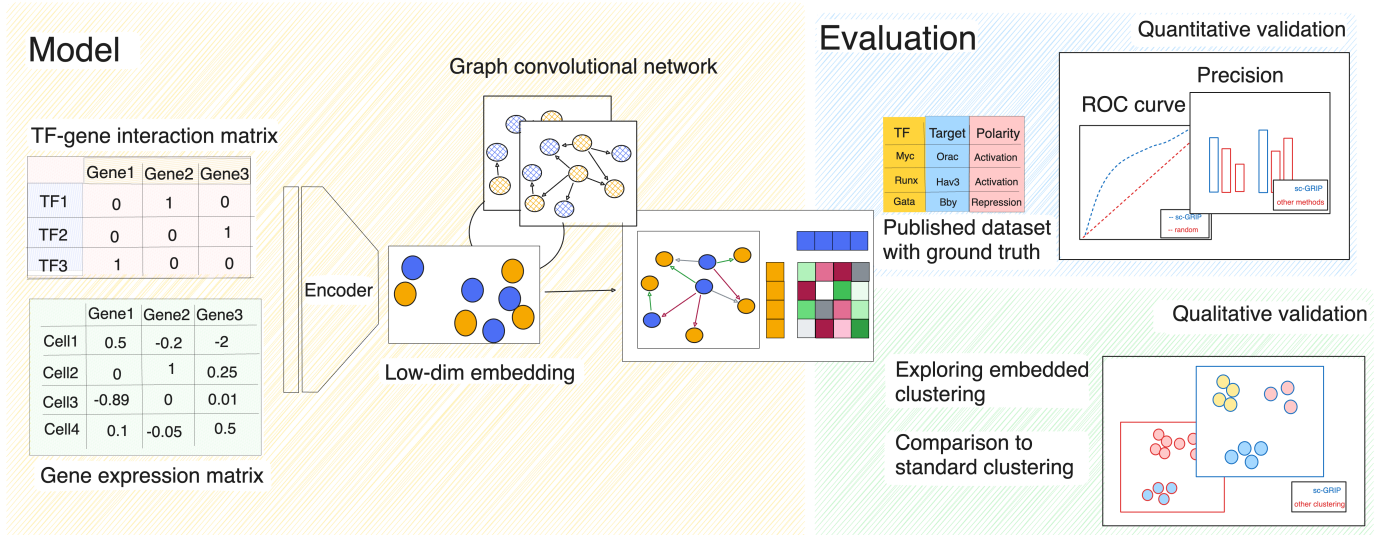 Model
TF-gene interaction matrix
Gene1 Gene2 Gene3
TF1 0 1 0
TF2 0 0 1
TF3 1 0 0
Gene1 Gene2 Gene3
Cell1 0.5 -0.2 -2
Cell2 0 1 0.25
Cell3 -0.89 0 0.01
Cell4 0.1 -0.05 0.5
Gene expression matrix
Encoder
Graph convolutional network
Low-dim embedding
Evaluation
TF Target Polarity
Myc Orac Activation
Runx Hav3 Activation
Gata Bby Repression
Published dataset
with ground truth
Quantitative validation
ROC curve
-- sc-GRIP
-- random
Precision
sc-GRIP
other methods
Qualitative validation
Exploring embedded
clustering
Comparison to
standard clustering
sc-GRIP
other clustering